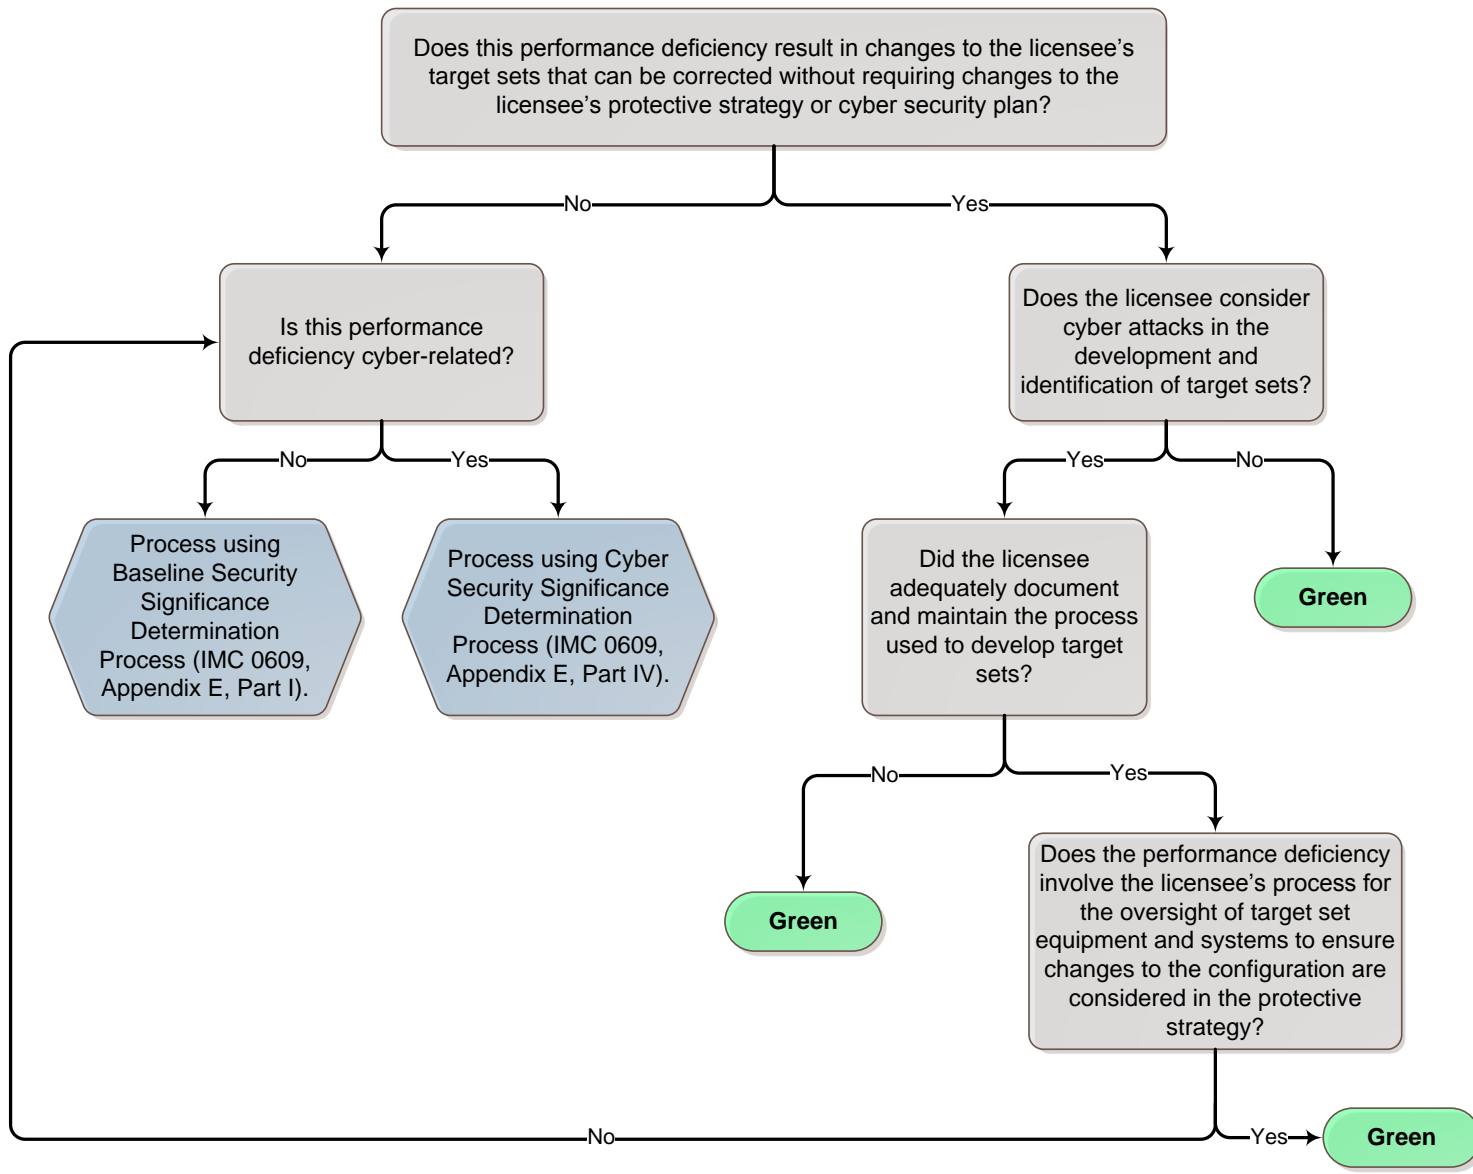 Does this performance deficiency result in changes to the licensee’s
target sets that can be corrected without requiring changes to the
licensee’s protective strategy or cyber security plan?
No
Yes
Is this performance
deficiency cyber-related?
Does the licensee consider
cyber attacks in the
development and
identification of target sets?
No
Yes
Yes
No
Process using
Baseline Security
Significance
Determination
Process (IMC 0609,
Appendix E, Part I).
Process using Cyber
Security Significance
Determination
Process (IMC 0609,
Appendix E, Part IV).
Did the licensee
adequately document
and maintain the process
used to develop target
sets?
Green
No
Yes
Green
Does the performance deficiency
involve the licensee’s process for
the oversight of target set
equipment and systems to ensure
changes to the configuration are
considered in the protective
strategy?
No
Yes
Green